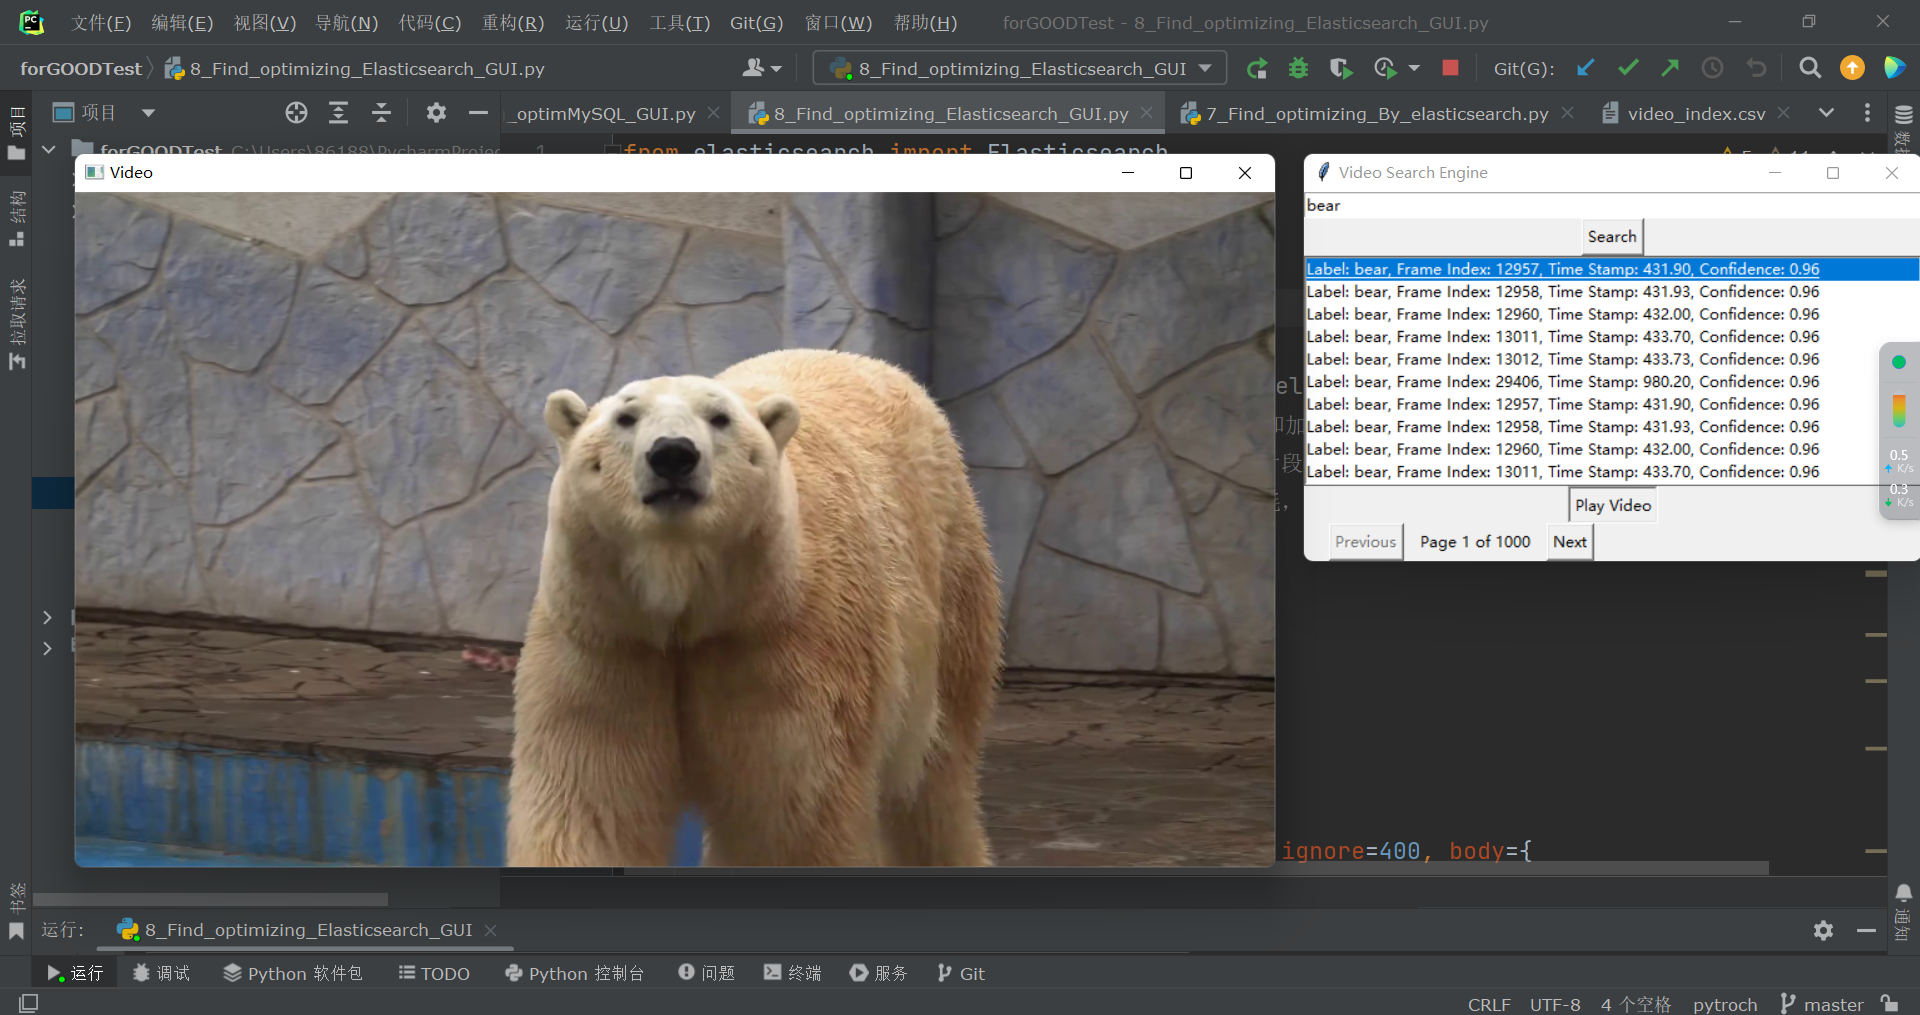 文件(F) 编辑(E) 视图(V) 导航(N) 代码(C) 重构(R) 运行(U) 工具(T) Git(G) 窗口(W) 帮助(H) forGOODTest - 8_Find_optimizing_Elasticsearch_GUI.py
forGOODTest 8_Find_optimizing_Elasticsearch_GUI.py 8_Find_optimizing_Elasticsearch_GUI Git(G):
项目 _optimMySQL_GUI.py 8_Find_optimizing_Elasticsearch_GUI.py 7_Find_optimizing_By_elasticsearch.py video_index.csv
forGOODTest C:\Users\86188\PycharmProjec 1 from elasticsearch import Elasticsearch
项目
结构
拉取请求
书签
Video
Video Search Engine
bear
Search
Label: bear, Frame Index: 12957, Time Stamp: 431.90, Confidence: 0.96
Label: bear, Frame Index: 12958, Time Stamp: 431.93, Confidence: 0.96
Label: bear, Frame Index: 12960, Time Stamp: 432.00, Confidence: 0.96
Label: bear, Frame Index: 13011, Time Stamp: 433.70, Confidence: 0.96
Label: bear, Frame Index: 13012, Time Stamp: 433.73, Confidence: 0.96
Label: bear, Frame Index: 29406, Time Stamp: 980.20, Confidence: 0.96
Label: bear, Frame Index: 12957, Time Stamp: 431.90, Confidence: 0.96
Label: bear, Frame Index: 12958, Time Stamp: 431.93, Confidence: 0.96
Label: bear, Frame Index: 12960, Time Stamp: 432.00, Confidence: 0.96
Label: bear, Frame Index: 13011, Time Stamp: 433.70, Confidence: 0.96
Play Video
Previous Page 1 of 1000 Next
el
加
段
0.5
K/s
0.3
K/s
ignore=400, body={
通知
运行: 8_Find_optimizing_Elasticsearch_GUI
运行 调试 Python 软件包 TODO Python 控制台 问题 终端 服务 Git
CRLF UTF-8 4 个空格 pytroch master